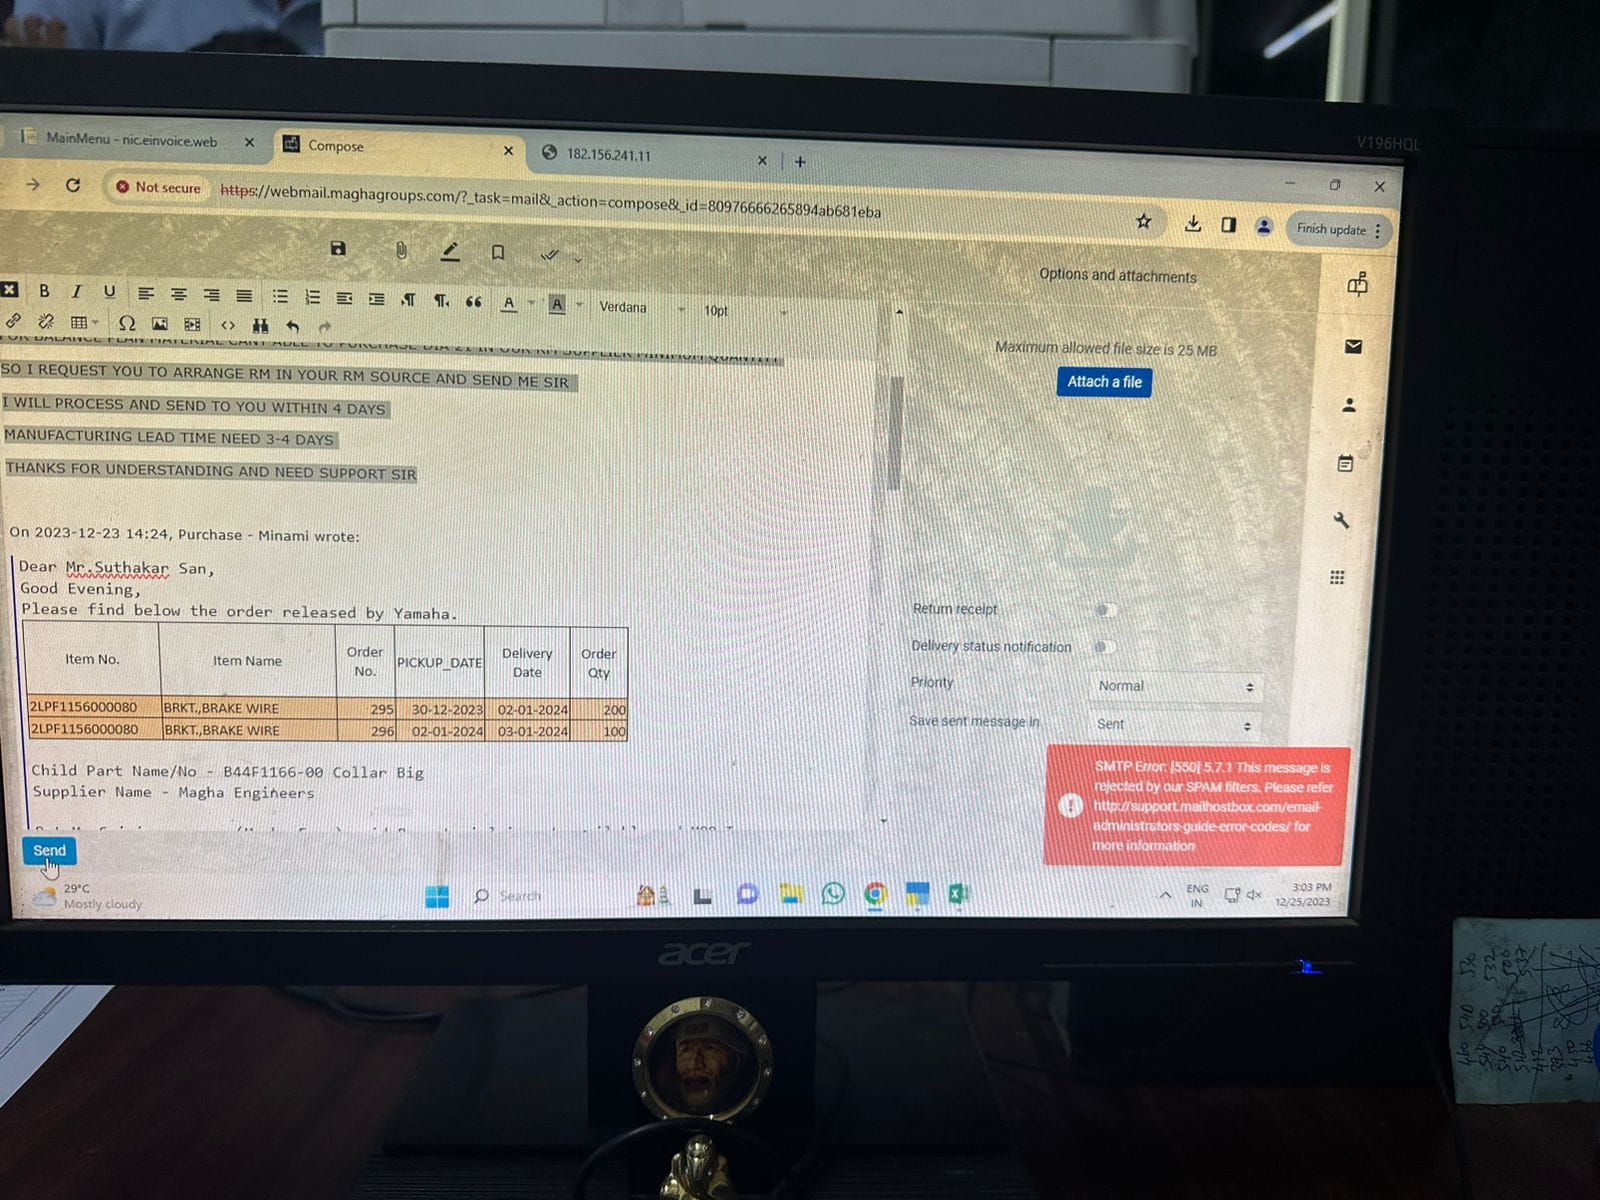 V196HQL
MainMenu - nic.einvoice.web
Compose
182.156.241.11
Not secure
https://webmail.maghagroups.com/?_task=mail&_action=compose&_id=80976666265894ab681eba
Finish update
Options and attachments
B I U
Verdana
10pt
Maximum allowed file size is 25 MB
Attach a file
SO I REQUEST YOU TO ARRANGE RM IN YOUR RM SOURCE AND SEND ME SIR
I WILL PROCESS AND SEND TO YOU WITHIN 4 DAYS
MANUFACTURING LEAD TIME NEED 3-4 DAYS
THANKS FOR UNDERSTANDING AND NEED SUPPORT SIR
On 2023-12-23 14:24, Purchase - Minami wrote:
Dear Mr.Suthakar San,
Good Evening,
Please find below the order released by Yamaha.
Item No. Item Name Order No. PICKUP_DATE Delivery Date Order Qty
2LPF1156000080 BRKT.,BRAKE WIRE 295 30-12-2023 02-01-2024 200
2LPF1156000080 BRKT.,BRAKE WIRE 296 02-01-2024 03-01-2024 100
Child Part Name/No - B44F1166-00 Collar Big
Supplier Name - Magha Engineers
Return receipt
Delivery status notification
Priority
Normal
Save sent message in
Sent
SMTP Error: [550] 5.7.1 This message is
rejected by our SPAM filters. Please refer
http://support.mailhostbox.com/email-
administrators-guide-error-codes/ for
more information
Send
29°C
Mostly cloudy
Search
ENG
IN
3:03 PM
12/25/2023
acer